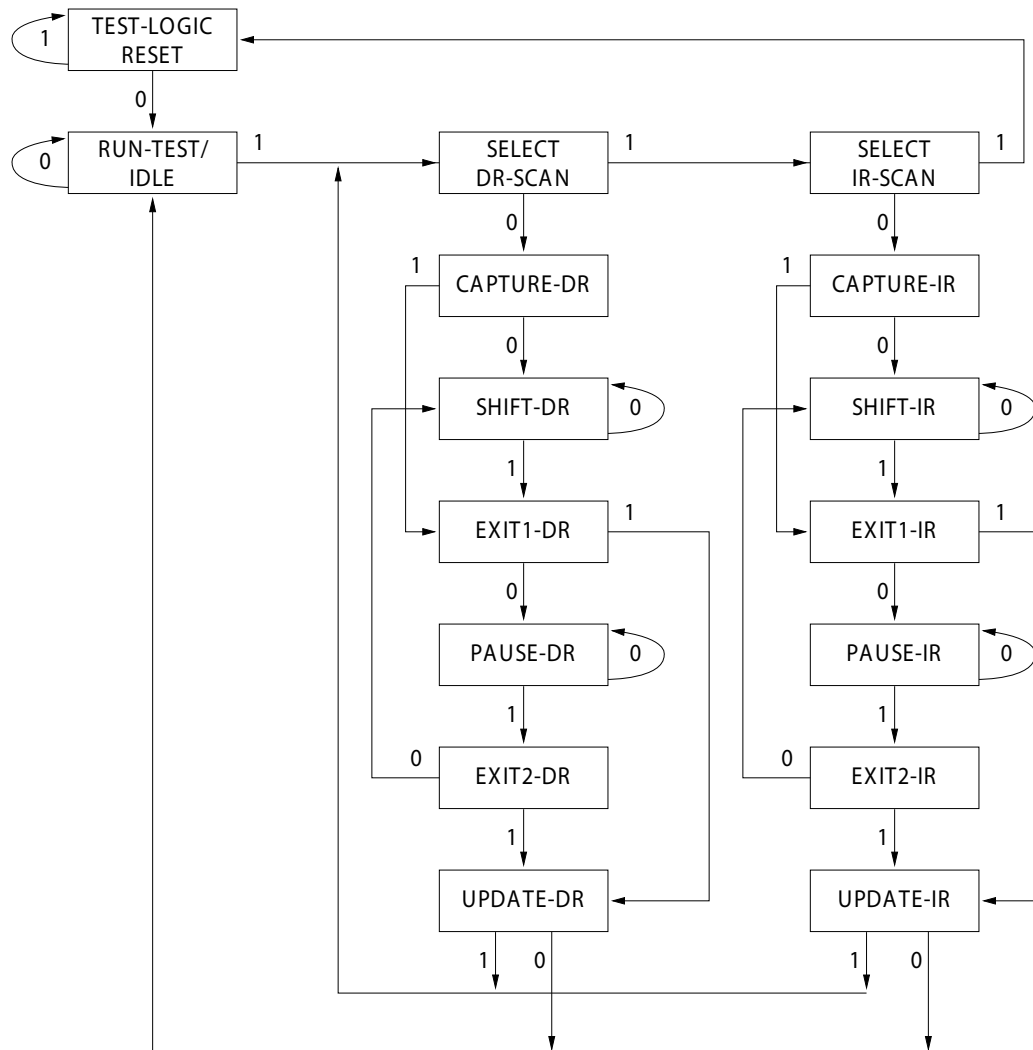 TEST-LOGIC
RESET
1
0
RUN-TEST/
IDLE
0
1
SELECT
DR-SCAN
1
SELECT
IR-SCAN
1
0
0
1
CAPTURE-DR
1
CAPTURE-IR
0
0
SHIFT-DR
0
SHIFT-IR
0
1
1
EXIT1-DR
1
EXIT1-IR
1
0
0
PAUSE-DR
0
PAUSE-IR
0
1
1
0
EXIT2-DR
0
EXIT2-IR
1
1
UPDATE-DR
UPDATE-IR
1
0
1
0